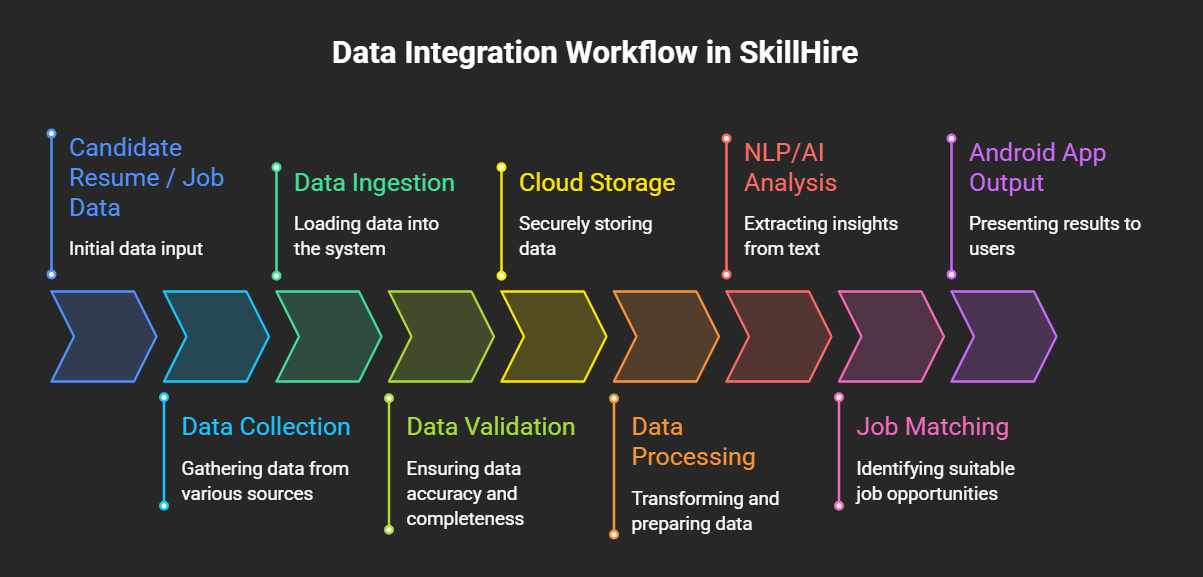 Data Integration Workflow in SkillHire
Candidate
Resume / Job
Data
Initial data input
Data Collection
Gathering data from
various sources
Data Ingestion
Loading data into
the system
Data Validation
Ensuring data
accuracy and
completeness
Cloud Storage
Securely storing
data
Data
Processing
Transforming and
preparing data
NLP/AI
Analysis
Extracting insights
from text
Job Matching
Identifying suitable
job opportunities
Android App
Output
Presenting results to
users